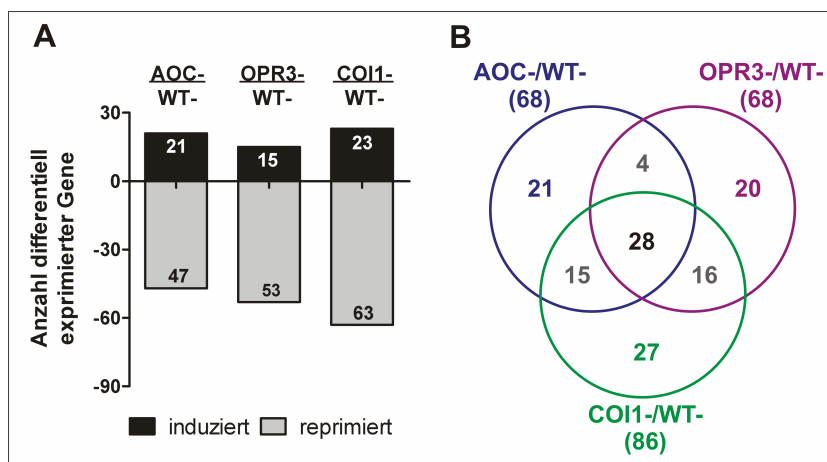 A
AOC-
WT-
OPR3-
WT-
COI1-
WT-
Anzahl differentiell
exprimierter Gene
30
0
-30
-60
-90
21
15
23
47
53
63
induziert
reprimiert
B
AOC-/WT-
(68)
OPR3-/WT-
(68)
4
21
20
28
15
16
27
COI1-/WT-
(86)